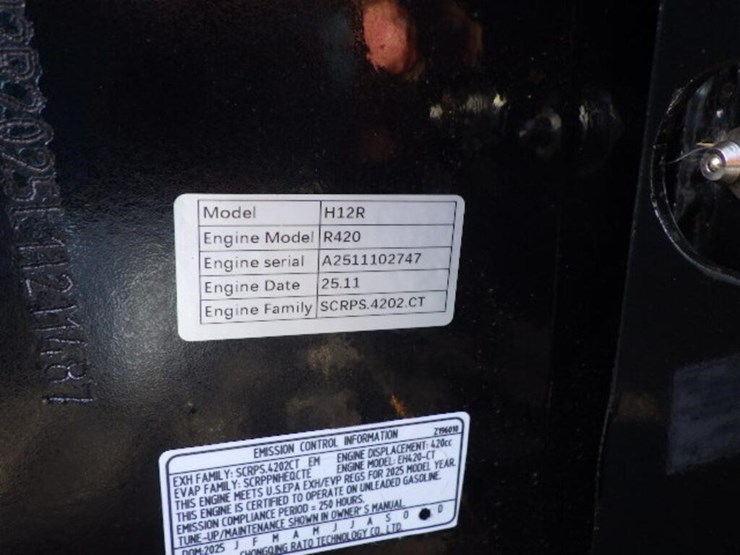 Model H12R
Engine Model R420
Engine serial A2511102747
Engine Date 25.11
Engine Family SCRPS.4202.CT
EMISSION CONTROL INFORMATION
EXH FAMILY: SCRPS.4202CT EM ENGINE DISPLACEMENT: 420cc
EVAP FAMILY: SCRPPNHEQCTE ENGINE MODEL: EH420-CT
THIS ENGINE MEETS U.S.EPA EXH/EVP REGS FOR 2025 MODEL YEAR.
THIS ENGINE IS CERTIFIED TO OPERATE ON UNLEADED GASOLINE.
EMISSION COMPLIANCE PERIOD = 250 HOURS.
TUNE-UP/MAINTENANCE SHOWN IN OWNER'S MANUAL
DOM:2025 J F M A M J J A S O D
CHONGQING RATO TECHNOLOGY CO. LTD